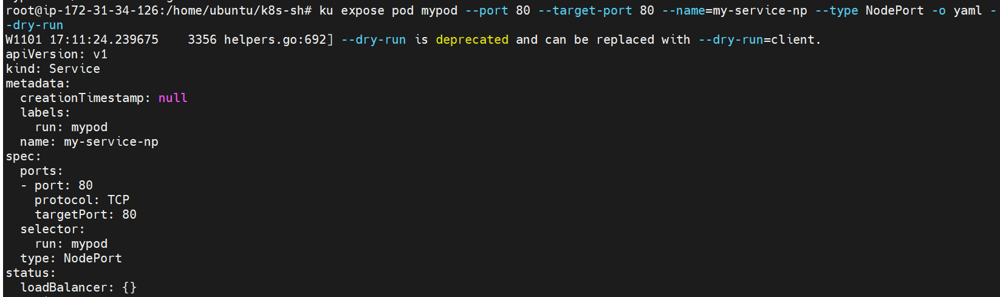 root@ip-172-31-34-126:/home/ubuntu/k8s-sh# ku expose pod mypod --port 80 --target-port 80 --name=my-service-np --type NodePort -o yaml -
-dry-run
W1101 17:11:24.239675    3356 helpers.go:692] --dry-run is deprecated and can be replaced with --dry-run=client.
apiVersion: v1
kind: Service
metadata:
  creationTimestamp: null
  labels:
    run: mypod
  name: my-service-np
spec:
  ports:
  - port: 80
    protocol: TCP
    targetPort: 80
  selector:
    run: mypod
  type: NodePort
status:
  loadBalancer: {}